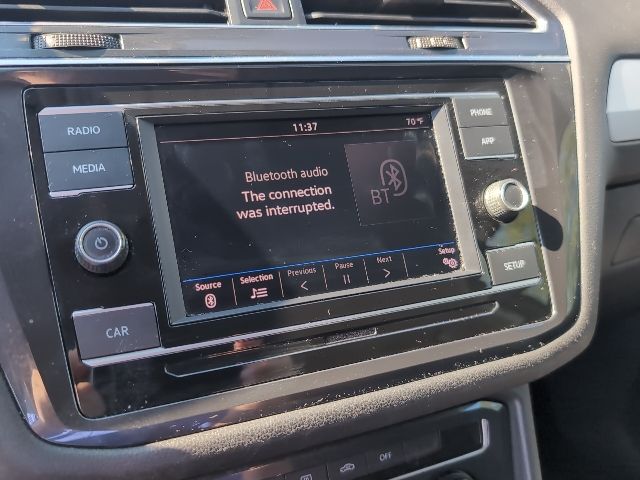 RADIO
MEDIA
CAR
11:37
70°F
Bluetooth audio
The connection
was interrupted.
BT
Source
Selection
Previous
Pause
Next
Setup
PHONE
APP
SETUP
OFF